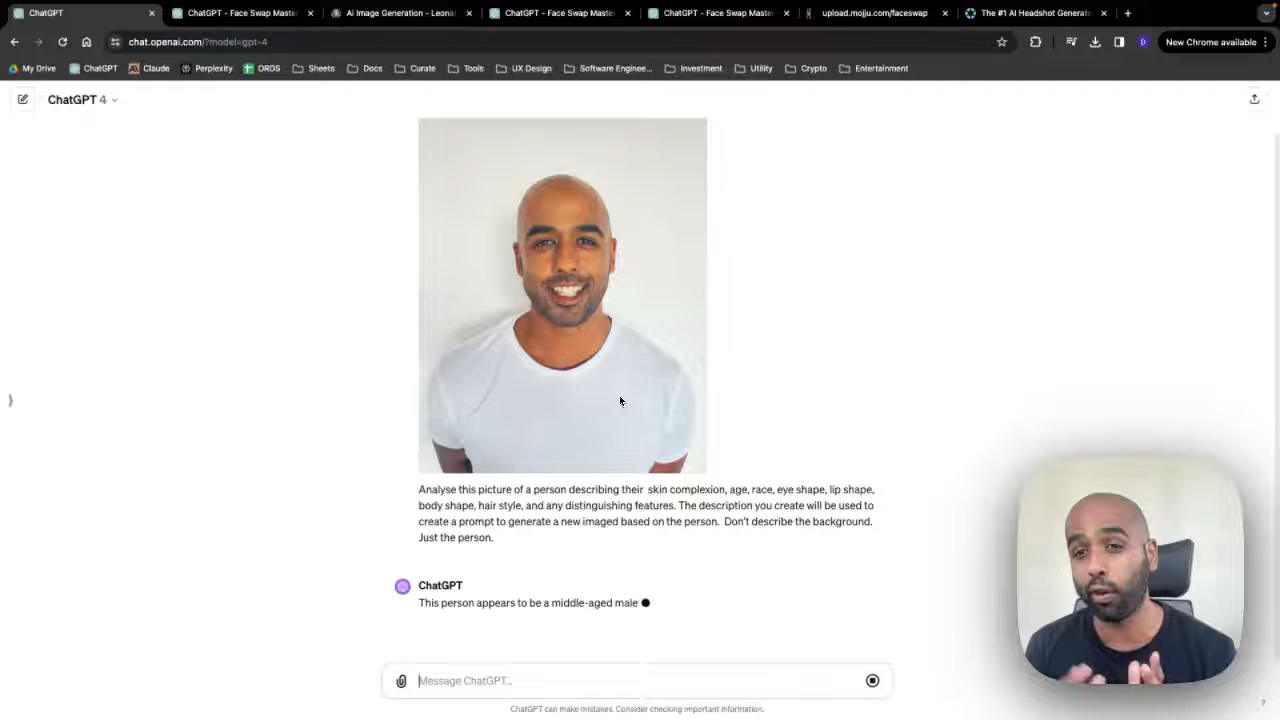 ChatGPT
ChatGPT - Face Swap Maste
Ai Image Generation - Leona
ChatGPT - Face Swap Maste
ChatGPT - Face Swap Maste
upload.mojju.com/faceswap
The #1 AI Headshot Generat
chat.openai.com/?model=gpt-4
D
New Chrome available
My Drive
ChatGPT
Claude
Perplexity
ORDS
Sheets
Docs
Curate
Tools
UX Design
Software Enginee...
Investment
Utility
Crypto
Entertainment
ChatGPT 4
Analyse this picture of a person describing their skin complexion, age, race, eye shape, lip shape,
body shape, hair style, and any distinguishing features. The description you create will be used to
create a prompt to generate a new imaged based on the person. Don't describe the background.
Just the person.
ChatGPT
This person appears to be a middle-aged male
Message ChatGPT...
ChatGPT can make mistakes. Consider checking important information.
?